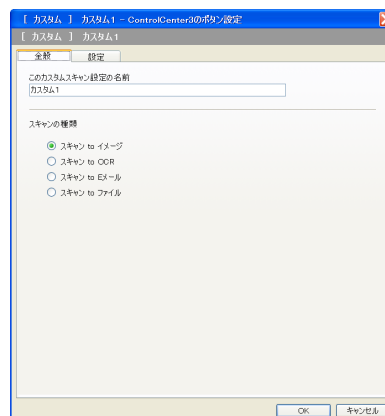 [ カスタム ] カスタム1 - ControlCenter3のボタン設定
[ カスタム ] カスタム1
全般 設定
このカスタムスキャン設定の名前
カスタム1
スキャンの種類
スキャン to イメージ
スキャン to OCR
スキャン to Eメール
スキャン to ファイル
OK キャンセル